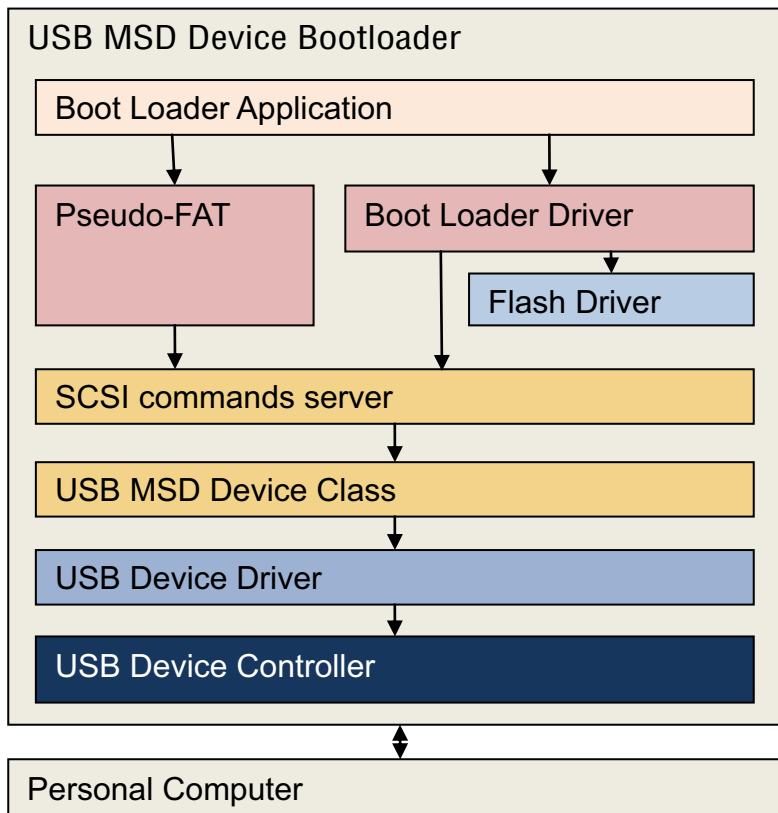 USB MSD Device Bootloader
Boot Loader Application
Pseudo-FAT
Boot Loader Driver
Flash Driver
SCSI commands server
USB MSD Device Class
USB Device Driver
USB Device Controller
Personal Computer